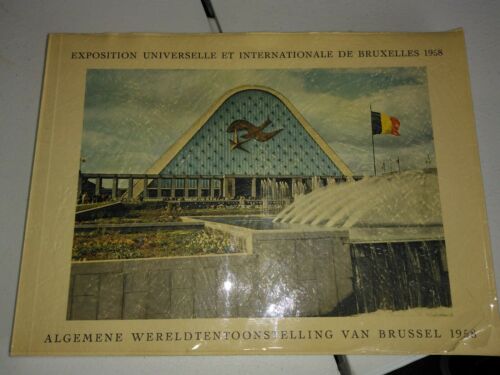 EXPOSITION UNIVERSELLE ET INTERNATIONALE DE BRUXELLES 1958
ALGEMENE WERELDTENTOONSTELLING VAN BRUSSEL 1958